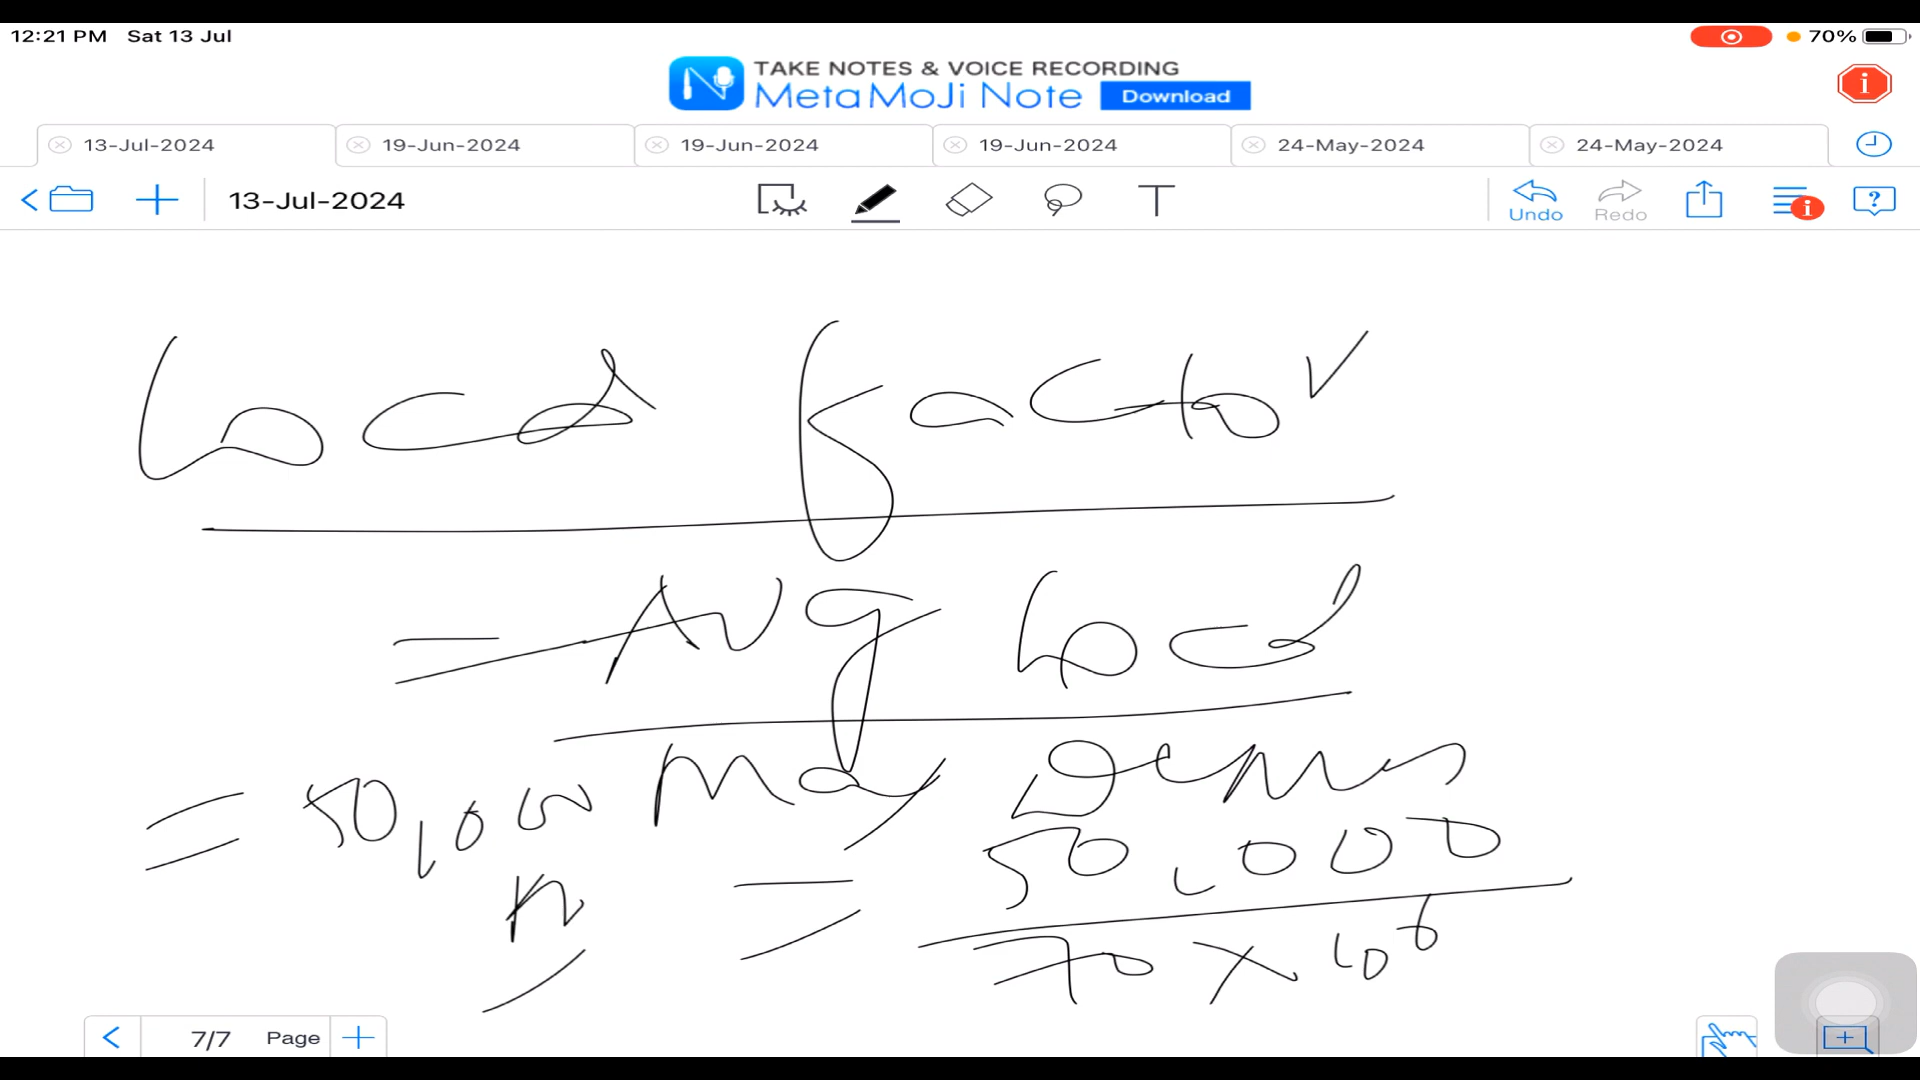 12:21 PM Sat 13 Jul
70%
TAKE NOTES & VOICE RECORDING
MetaMoJi Note Download
13-Jul-2024 19-Jun-2024 19-Jun-2024 19-Jun-2024 24-May-2024 24-May-2024
13-Jul-2024 T Undo Redo ?
Load factor
= Avg Load
Max
= 50,000
= 50,000
70 × 10⁶
7/7 Page